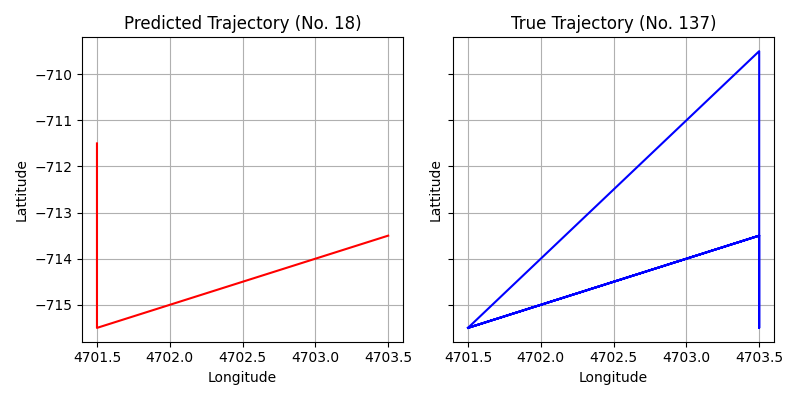 Predicted Trajectory (No. 18)
Lattitude
−710
−711
−712
−713
−714
−715
4701.5 4702.0 4702.5 4703.0 4703.5
Longitude
True Trajectory (No. 137)
Lattitude
4701.5 4702.0 4702.5 4703.0 4703.5
Longitude